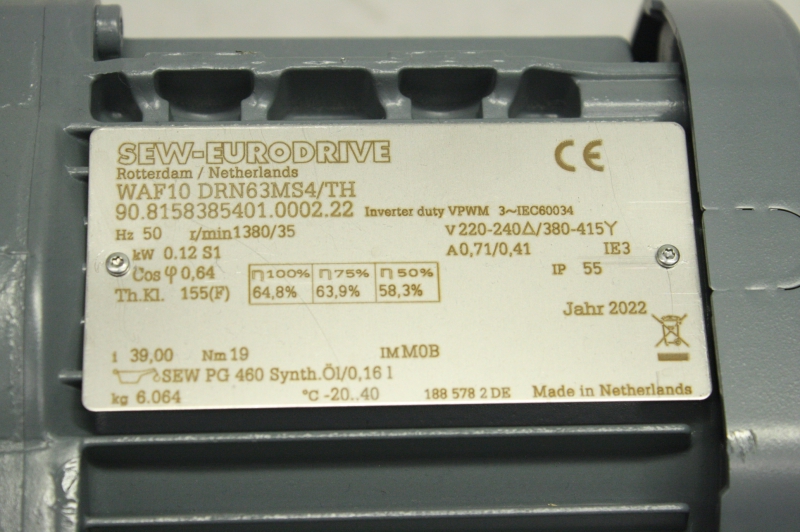 SEW-EURODRIVE CE
Rotterdam / Netherlands
WAF10 DRN63MS4/TH
90.8158385401.0002.22 Inverter duty VPWM 3~IEC60034
Hz 50 r/min1380/35 V 220-240Δ/380-415Y
kW 0.12 S1 A0,71/0,41 IE3
Cos φ 0,64 η100% η75% η50% IP 55
Th.Kl. 155(F) 64,8% 63,9% 58,3%
Jahr 2022
i 39,00 Nm 19 IM M0B
SEW PG 460 Synth.Öl/0,16 l
kg 6.064 °C -20..40 188 578 2 DE Made in Netherlands